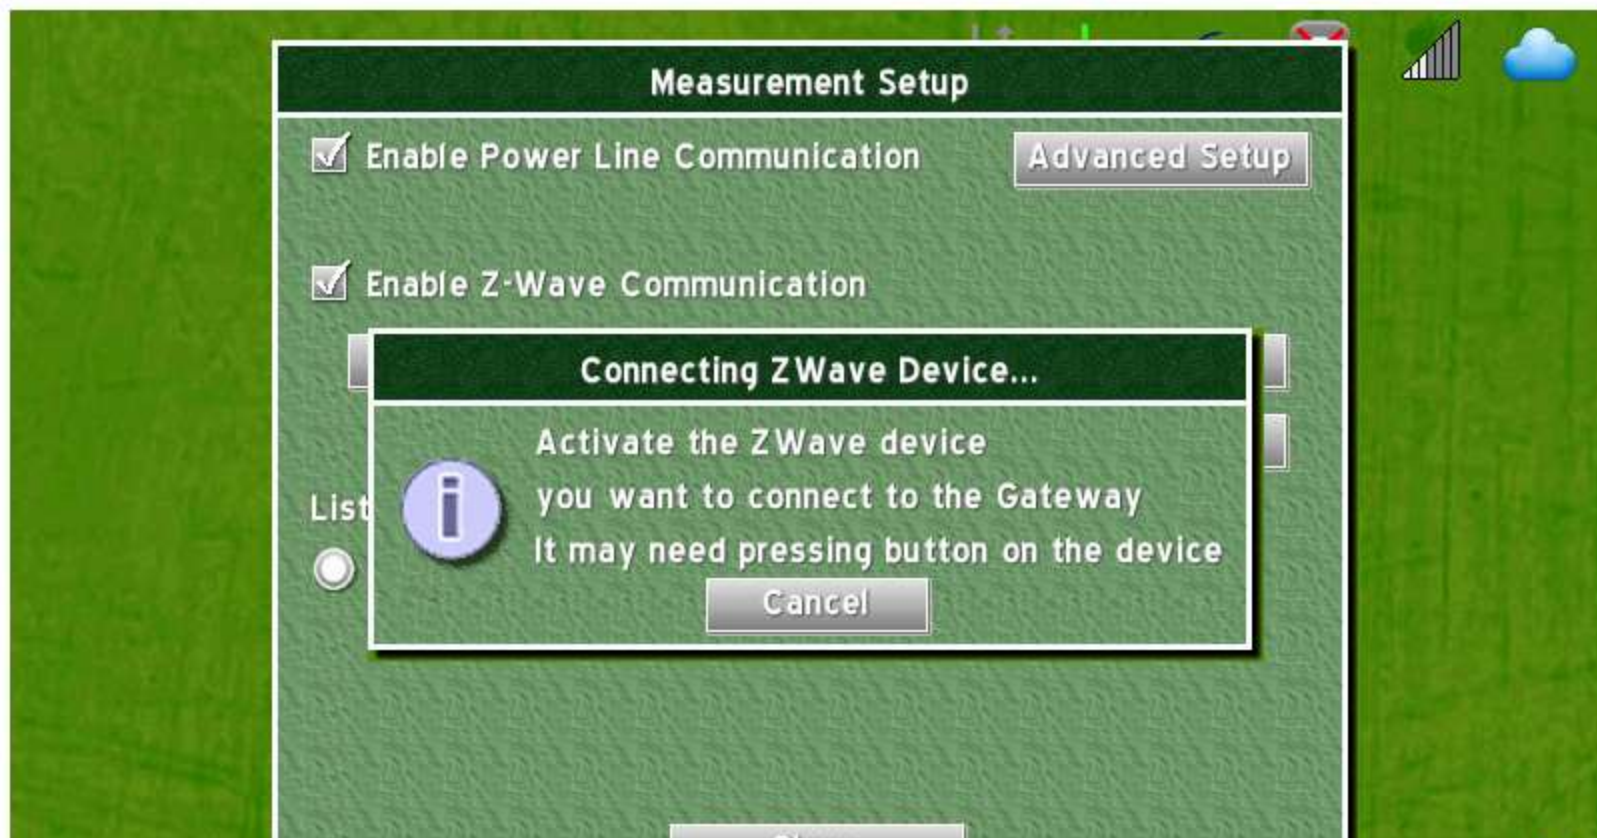 Measurement Setup
Enable Power Line Communication
Advanced Setup
Enable Z-Wave Communication
Connecting ZWave Device...
Activate the ZWave device
you want to connect to the Gateway
List
It may need pressing button on the device
Cancel